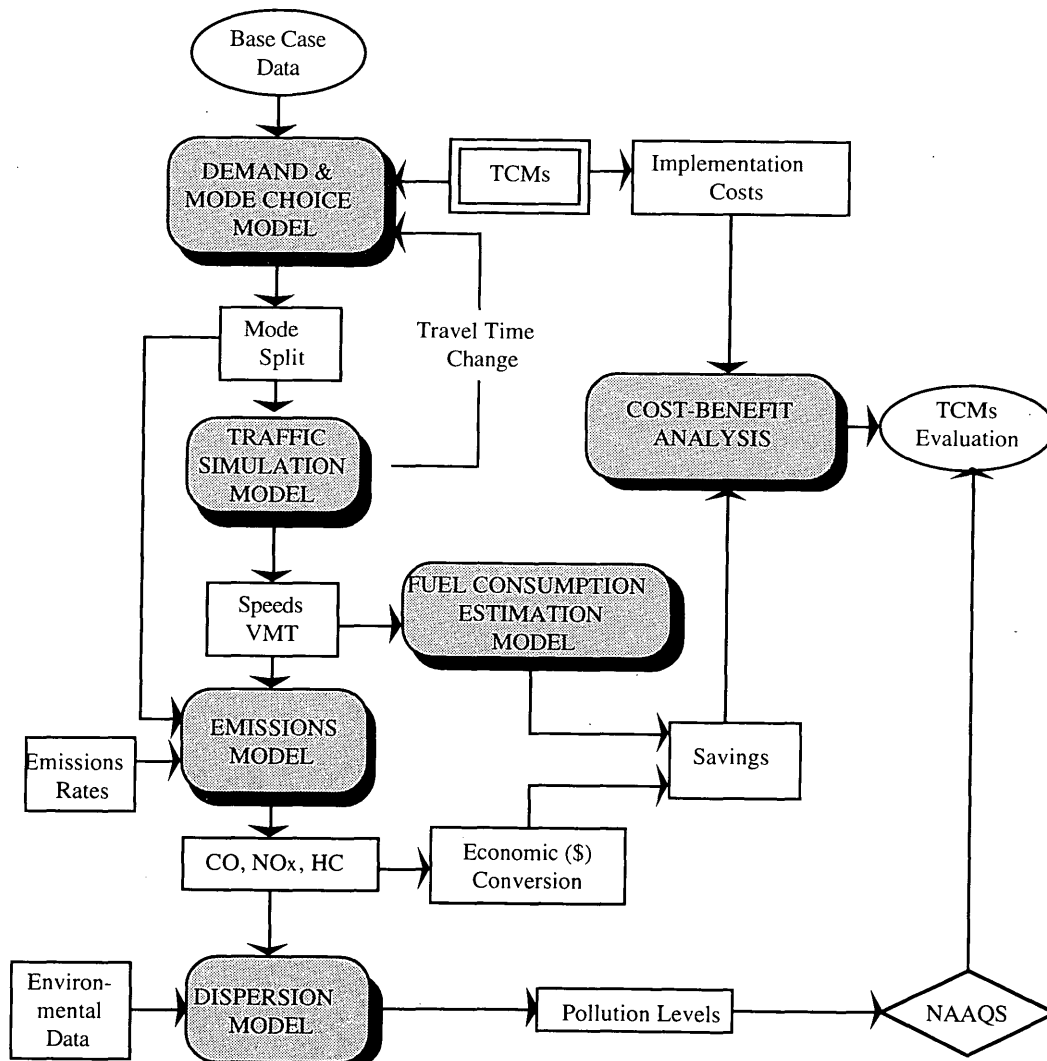 Base Case
Data
DEMAND &
MODE CHOICE
MODEL
TCMs
Implementation
Costs
Mode
Split
Travel Time
Change
TRAFFIC
SIMULATION
MODEL
COST-BENEFIT
ANALYSIS
TCMs
Evaluation
Speeds
VMT
FUEL CONSUMPTION
ESTIMATION
MODEL
EMISSIONS
MODEL
Emissions
Rates
Savings
CO, NOx, HC
Economic ($)
Conversion
Environ-
mental
Data
DISPERSION
MODEL
Pollution Levels
NAAQS